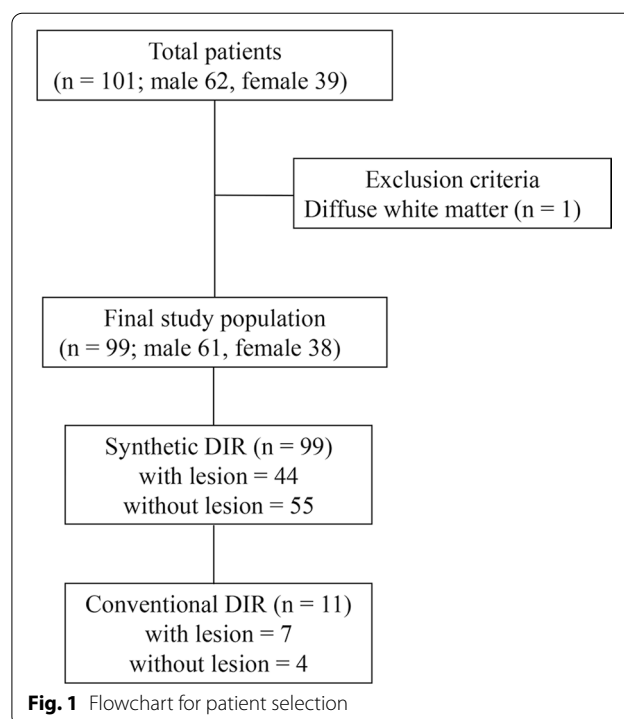 Total patients
(n = 101; male 62, female 39)
Exclusion criteria
Diffuse white matter (n = 1)
Final study population
(n = 99; male 61, female 38)
Synthetic DIR (n = 99)
with lesion = 44
without lesion = 55
Conventional DIR (n = 11)
with lesion = 7
without lesion = 4
Fig. 1 Flowchart for patient selection